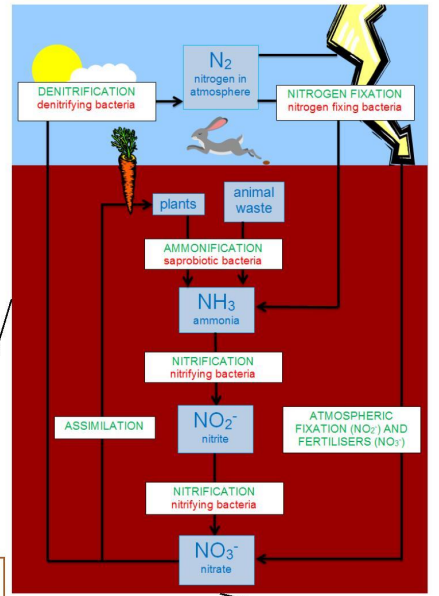 N₂
nitrogen in
atmosphere
DENITRIFICATION
denitrifying bacteria
NITROGEN FIXATION
nitrogen fixing bacteria
plants
animal
waste
AMMONIFICATION
saprobiotic bacteria
NH₃
ammonia
NITRIFICATION
nitrifying bacteria
ASSIMILATION
NO₂⁻
nitrite
ATMOSPHERIC
FIXATION (NO₂⁻) AND
FERTILISERS (NO₃⁻)
NITRIFICATION
nitrifying bacteria
NO₃⁻
nitrate